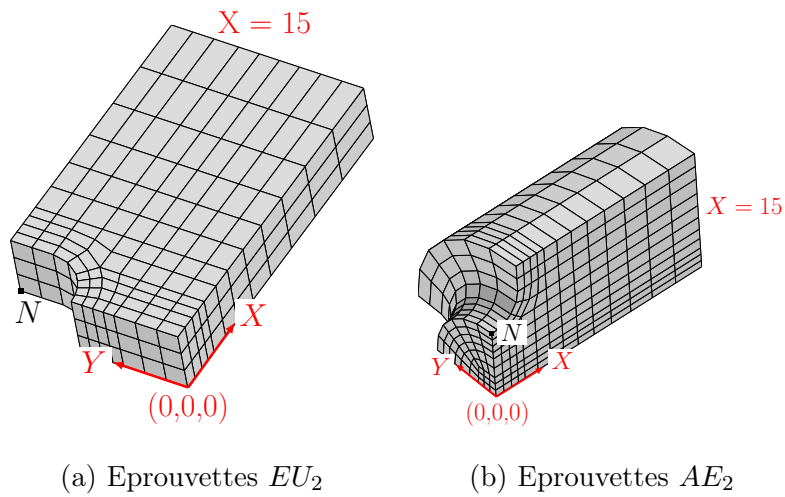 X = 15
N
X
Y
(0,0,0)
X = 15
N
Y
X
(0,0,0)
(a) Eprouvettes EU₂
(b) Eprouvettes AE₂